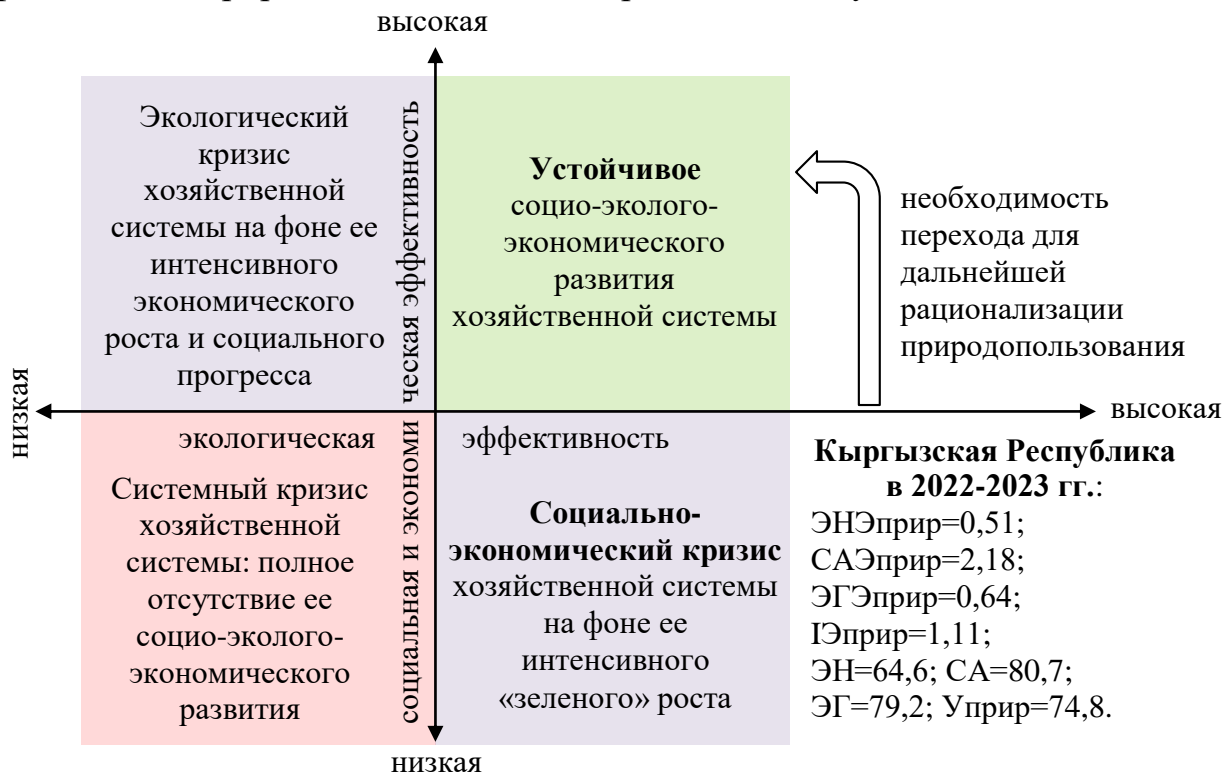 высокая
Экологический
кризис
хозяйственной
системы на фоне ее
интенсивного
экономического
роста и социального
прогресса
социальная и экономи ческая эффективность
Устойчивое
социо-эколого-
экономического
развития
хозяйственной системы
необходимость
перехода для
дальнейшей
рационализации
природопользования
низкая
высокая
экологическая эффективность
Системный кризис
хозяйственной
системы: полное
отсутствие ее
социо-эколого-
экономического
развития
Социально-
экономический кризис
хозяйственной системы
на фоне ее
интенсивного
«зеленого» роста
Кыргызская Республика
в 2022-2023 гг.:
ЭНЭприр=0,51;
САЭприр=2,18;
ЭГЭприр=0,64;
IЭприр=1,11;
ЭН=64,6; СА=80,7;
ЭГ=79,2; Уприр=74,8.
низкая